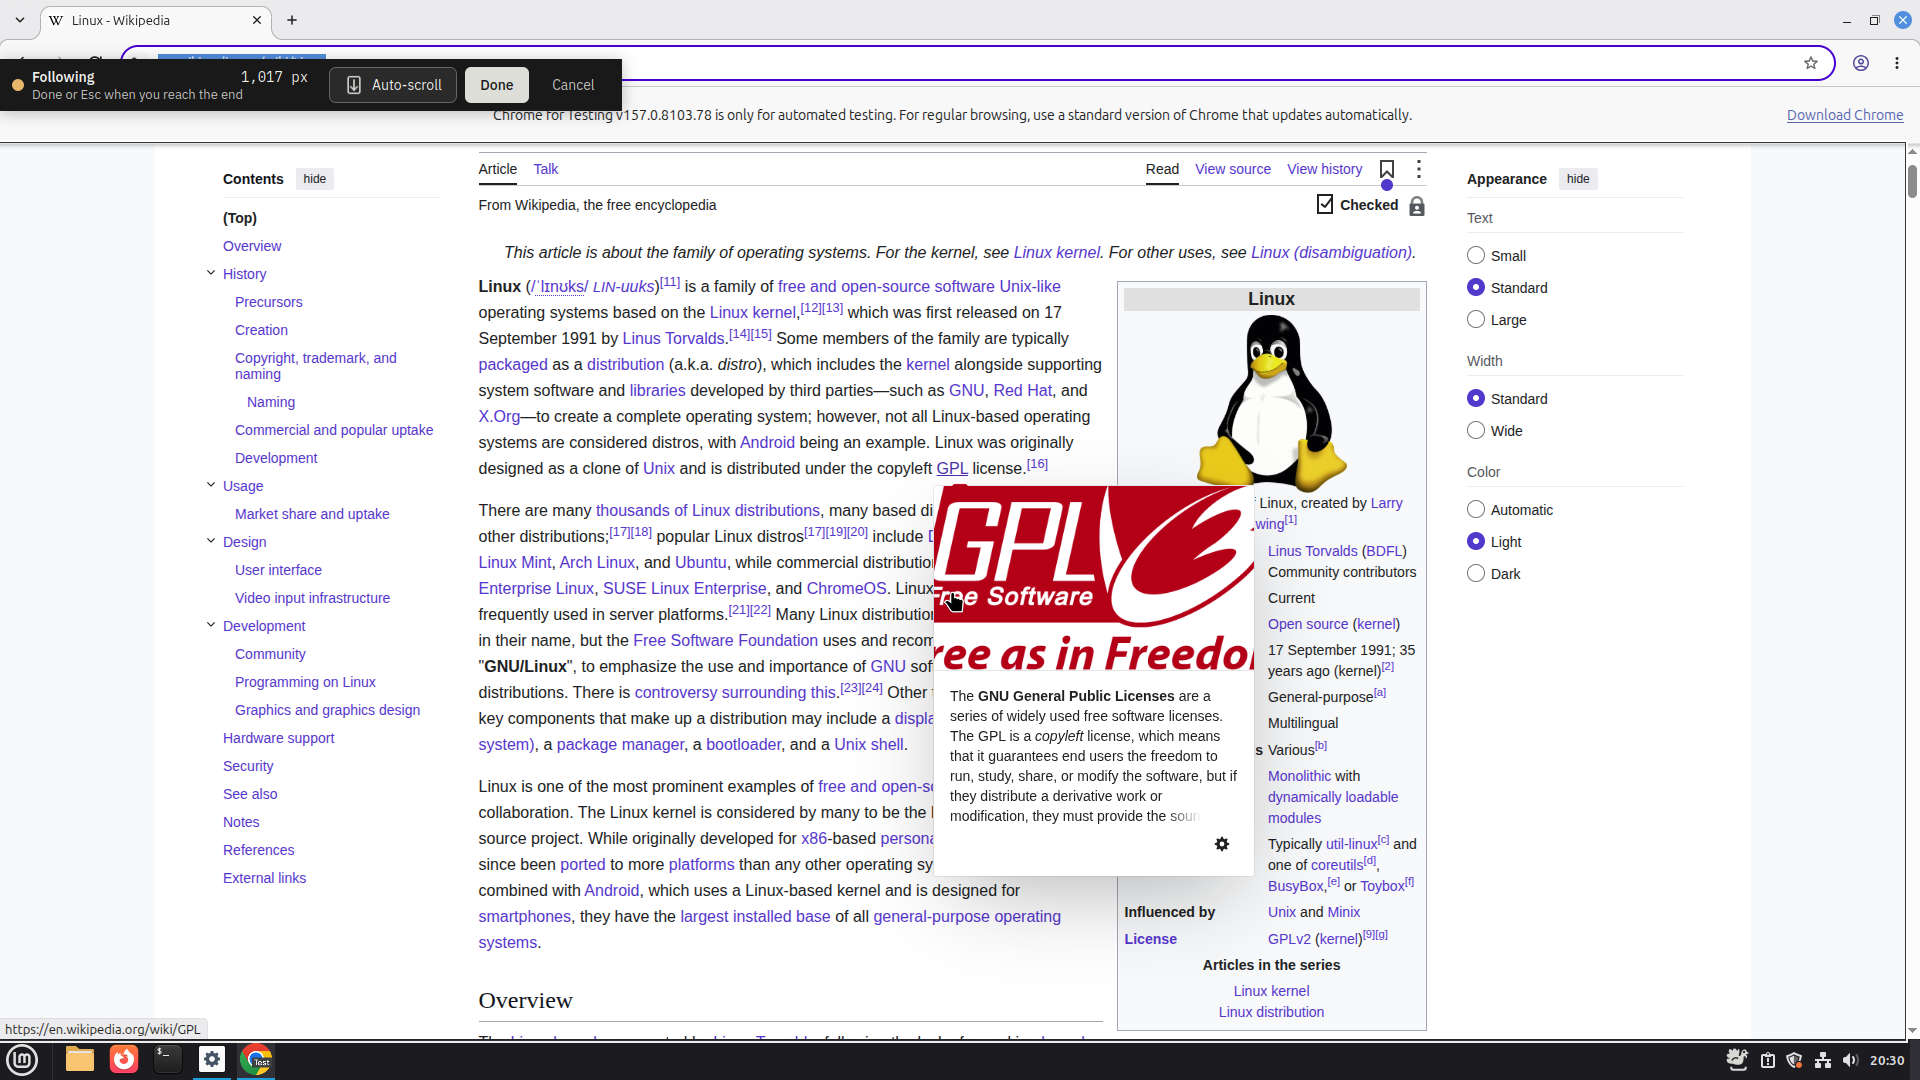 Linux - Wikipedia
Following
1,017 px
Done or Esc when you reach the end
Auto-scroll
Done
Cancel
Chrome for Testing v157.0.8103.78 is only for automated testing. For regular browsing, use a standard version of Chrome that updates automatically.
Download Chrome
Contents
hide
(Top)
Overview
History
Precursors
Creation
Copyright, trademark, and
naming
Naming
Commercial and popular uptake
Development
Usage
Market share and uptake
Design
User interface
Video input infrastructure
Development
Community
Programming on Linux
Graphics and graphics design
Hardware support
Security
See also
Notes
References
External links
Article
Talk
Read
View source
View history
From Wikipedia, the free encyclopedia
Checked
This article is about the family of operating systems. For the kernel, see Linux kernel. For other uses, see Linux (disambiguation).
Linux (/ˈlɪnʊks/ LIN-uuks)[11] is a family of free and open-source software Unix-like
operating systems based on the Linux kernel,[12][13] which was first released on 17
September 1991 by Linus Torvalds.[14][15] Some members of the family are typically
packaged as a distribution (a.k.a. distro), which includes the kernel alongside supporting
system software and libraries developed by third parties—such as GNU, Red Hat, and
X.Org—to create a complete operating system; however, not all Linux-based operating
systems are considered distros, with Android being an example. Linux was originally
designed as a clone of Unix and is distributed under the copyleft GPL license.[16]
There are many thousands of Linux distributions, many based di
other distributions;[17][18] popular Linux distros[17][19][20] include
Linux Mint, Arch Linux, and Ubuntu, while commercial distributio
Enterprise Linux, SUSE Linux Enterprise, and ChromeOS. Linux
frequently used in server platforms.[21][22] Many Linux distribution
in their name, but the Free Software Foundation uses and recom
"GNU/Linux", to emphasize the use and importance of GNU sof
distributions. There is controversy surrounding this.[23][24] Other
key components that make up a distribution may include a displa
system), a package manager, a bootloader, and a Unix shell.
Linux is one of the most prominent examples of free and open-so
collaboration. The Linux kernel is considered by many to be the
source project. While originally developed for x86-based persona
since been ported to more platforms than any other operating sy
combined with Android, which uses a Linux-based kernel and is designed for
smartphones, they have the largest installed base of all general-purpose operating
systems.
Overview
GPL
Free Software
ree as in Freedo
The GNU General Public Licenses are a
series of widely used free software licenses.
The GPL is a copyleft license, which means
that it guarantees end users the freedom to
run, study, share, or modify the software, but if
they distribute a derivative work or
modification, they must provide the sour
Linux
Linux, created by Larry
wing[1]
Linus Torvalds (BDFL)
Community contributors
Current
Open source (kernel)
17 September 1991; 35
years ago (kernel)[2]
General-purpose[a]
Multilingual
s Various[b]
Monolithic with
dynamically loadable
modules
Typically util-linux[c] and
one of coreutils[d],
BusyBox,[e] or Toybox[f]
Influenced by
Unix and Minix
License
GPLv2 (kernel)[9][g]
Articles in the series
Linux kernel
Linux distribution
Appearance
hide
Text
Small
Standard
Large
Width
Standard
Wide
Color
Automatic
Light
Dark
https://en.wikipedia.org/wiki/GPL
Test
20:30